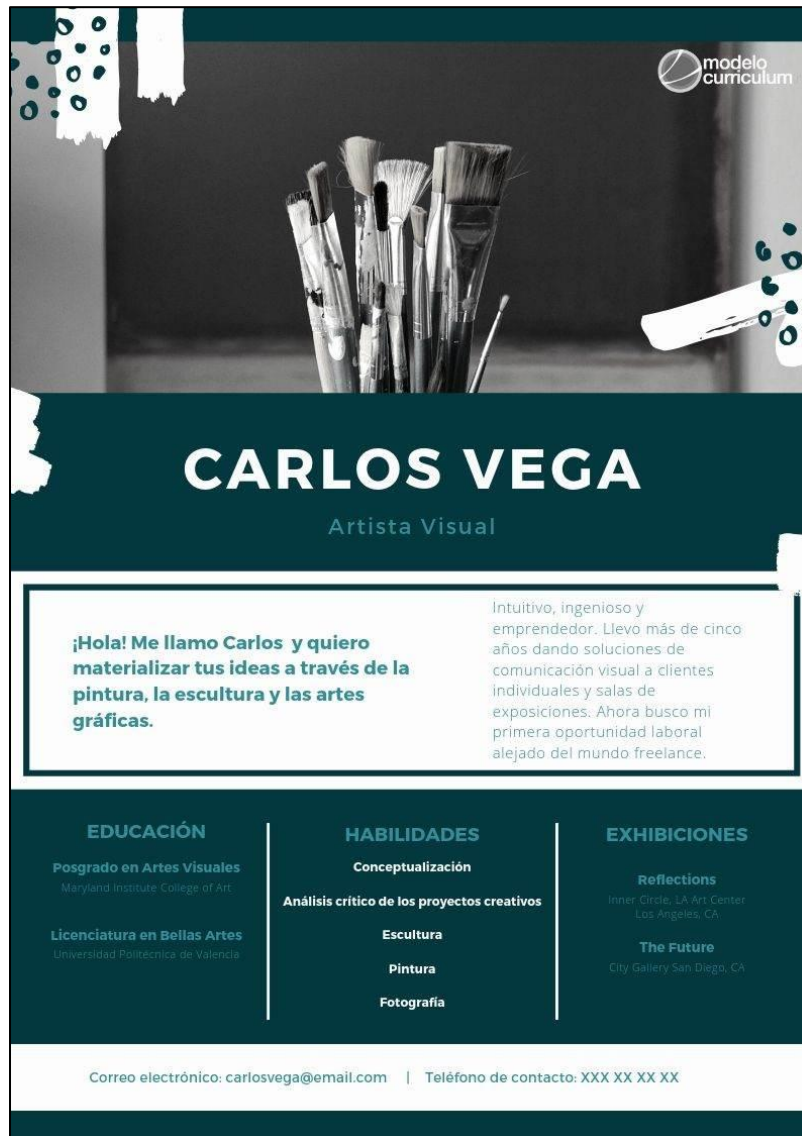 modelo
curriculum
CARLOS VEGA
Artista Visual
¡Hola! Me llamo Carlos y quiero
materializar tus ideas a través de la
pintura, la escultura y las artes
gráficas.
Intuitivo, ingenioso y
emprendedor. Llevo más de cinco
años dando soluciones de
comunicación visual a clientes
individuales y salas de
exposiciones. Ahora busco mi
primera oportunidad laboral
alejado del mundo freelance.
EDUCACIÓN
Posgrado en Artes Visuales
Maryland Institute College of Art
Licenciatura en Bellas Artes
Universidad Politécnica de Valencia
HABILIDADES
Conceptualización
Análisis crítico de los proyectos creativos
Escultura
Pintura
Fotografía
EXHIBICIONES
Reflections
Inner Circle, LA Art Center
Los Angeles, CA
The Future
City Gallery San Diego, CA
Correo electrónico: carlosvega@email.com | Teléfono de contacto: XXX XX XX XX